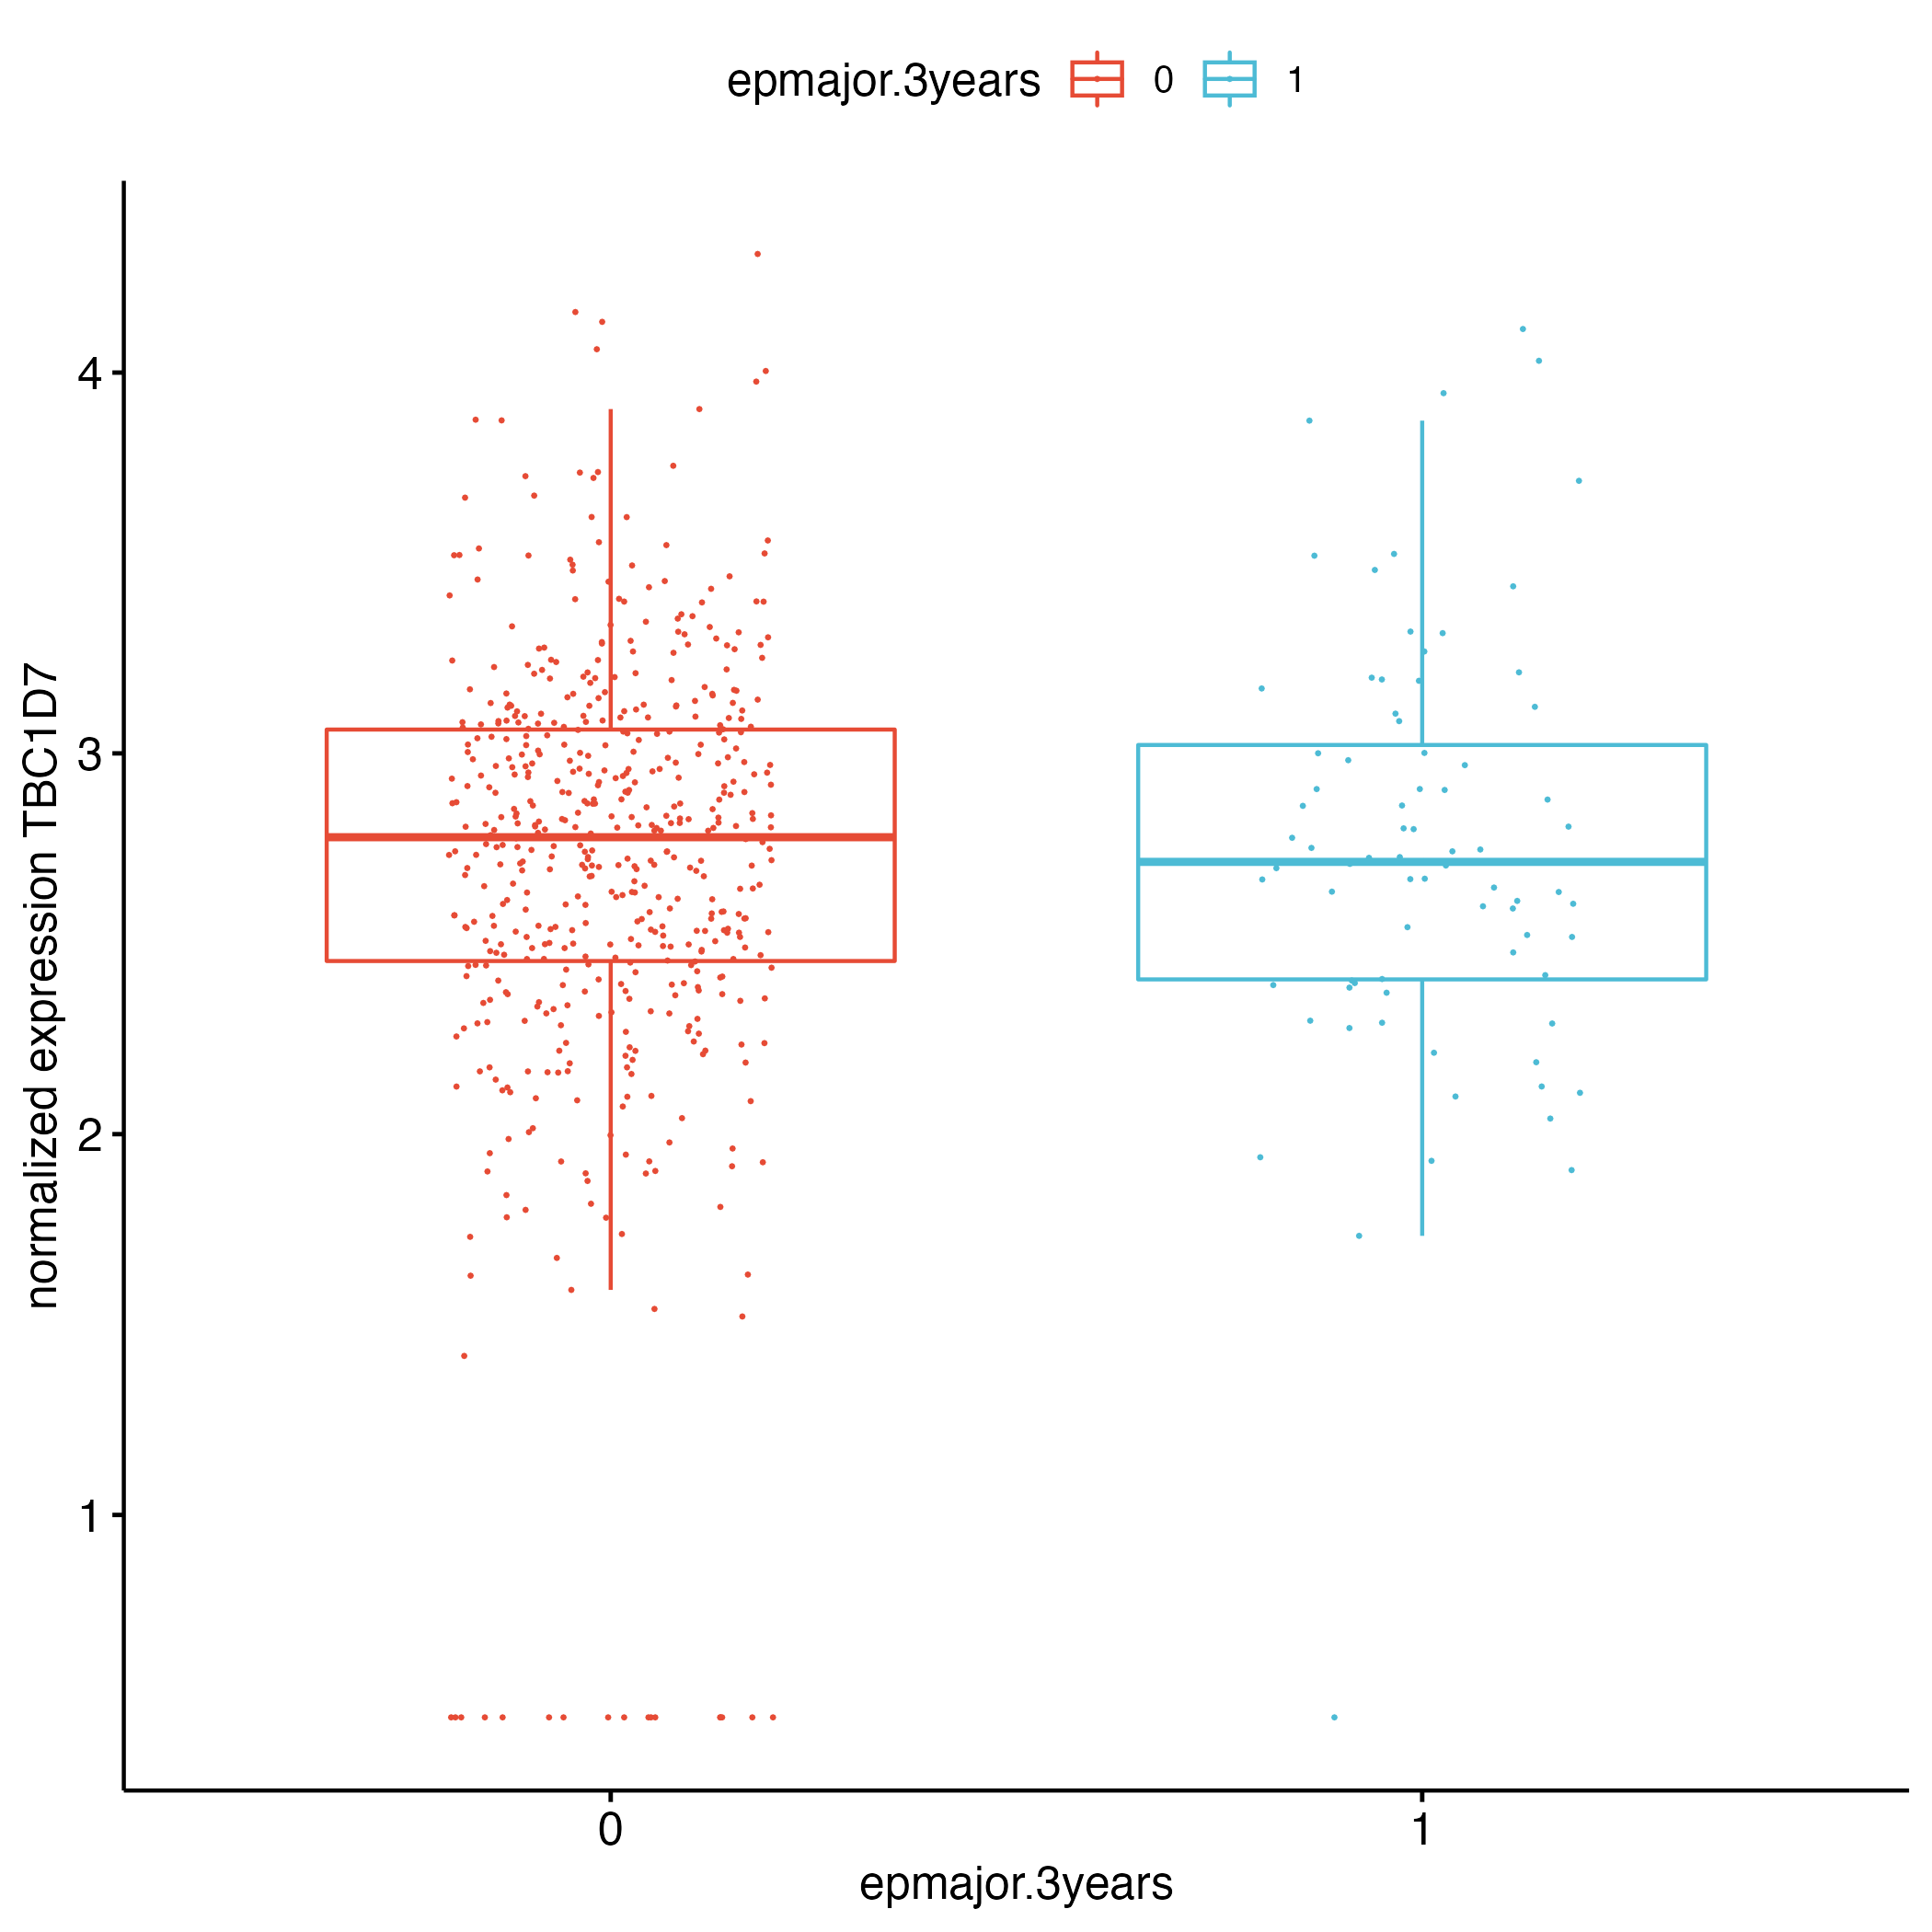 epmajor.3years 0 1
4
3
2
1
normalized expression TBC1D7
0 1
epmajor.3years